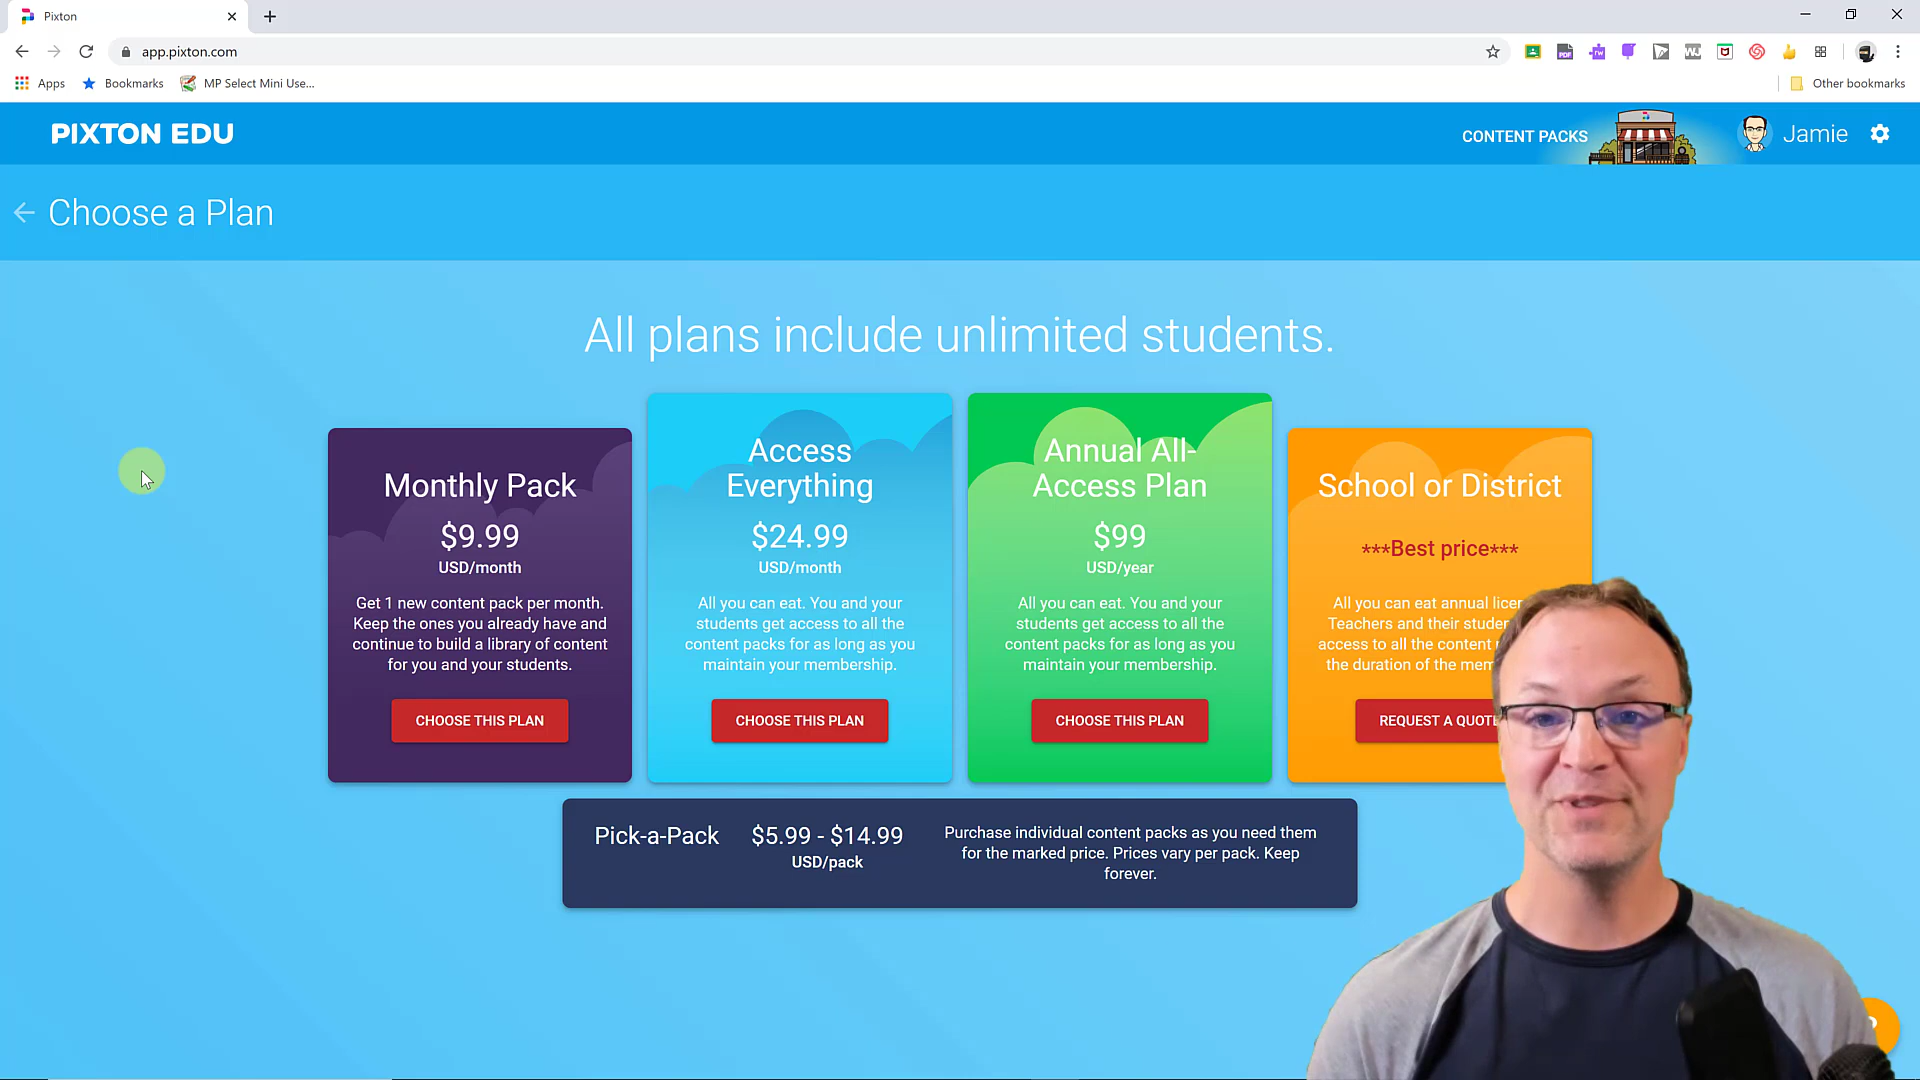 Pixton
app.pixton.com
Apps
Bookmarks
MP Select Mini Use...
Other bookmarks
PIXTON EDU
CONTENT PACKS
Jamie
Choose a Plan
All plans include unlimited students.
Monthly Pack
$9.99
USD/month
Get 1 new content pack per month.
Keep the ones you already have and
continue to build a library of content
for you and your students.
CHOOSE THIS PLAN
Access
Everything
$24.99
USD/month
All you can eat. You and your
students get access to all the
content packs for as long as you
maintain your membership.
CHOOSE THIS PLAN
Annual All-
Access Plan
$99
USD/year
All you can eat. You and your
students get access to all the
content packs for as long as you
maintain your membership.
CHOOSE THIS PLAN
School or District
***Best price***
All you can eat annual
Teachers and their
access to all the content
the duration of the
REQUEST A QUOTE
Pick-a-Pack
$5.99 - $14.99
USD/pack
Purchase individual content packs as you need them
for the marked price. Prices vary per pack. Keep
forever.